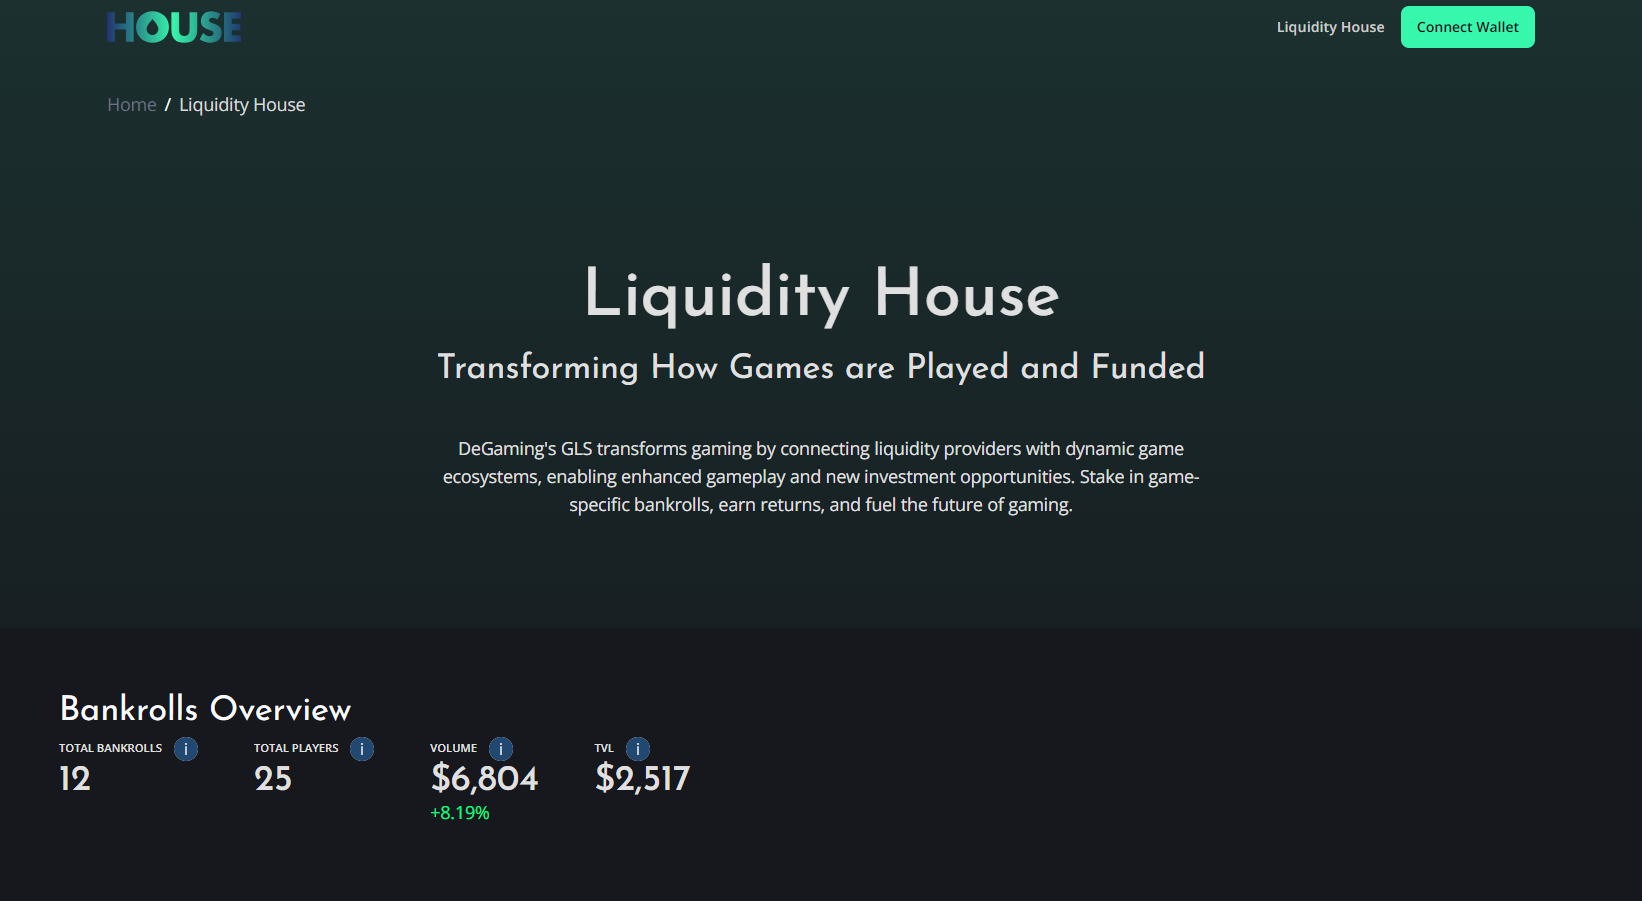 HOUSE
Liquidity House
Connect Wallet
Home / Liquidity House
Liquidity House
Transforming How Games are Played and Funded
DeGaming's GLS transforms gaming by connecting liquidity providers with dynamic game
ecosystems, enabling enhanced gameplay and new investment opportunities. Stake in game-
specific bankrolls, earn returns, and fuel the future of gaming.
Bankrolls Overview
TOTAL BANKROLLS i
12
TOTAL PLAYERS i
25
VOLUME i
$6,804
+8.19%
TVL i
$2,517